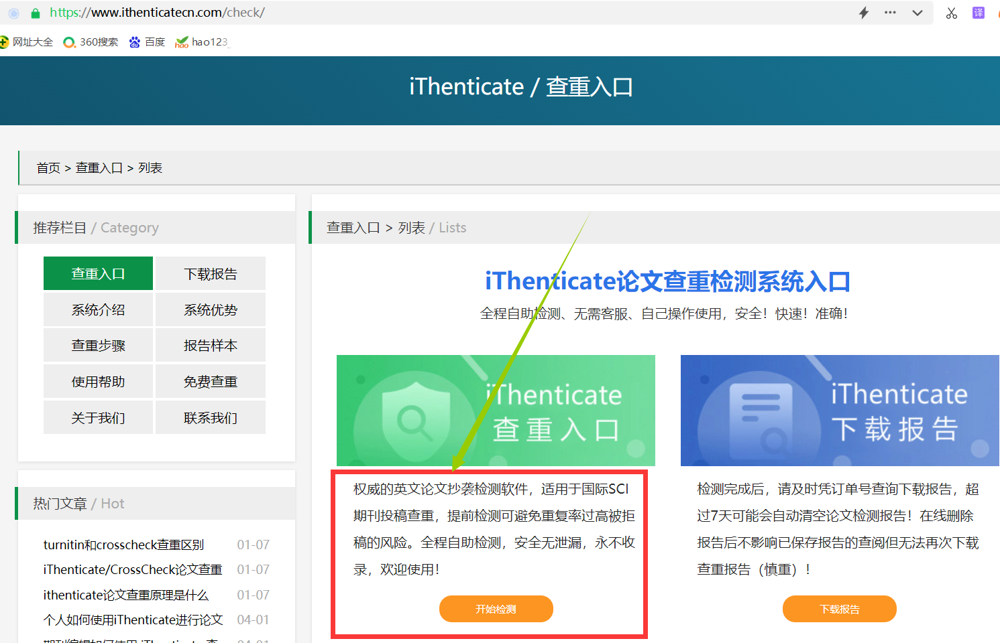 https://www.ithenticatecn.com/check/
译
网址大全 360搜索 百度 hao123_
iThenticate / 查重入口
首页 > 查重入口 > 列表
推荐栏目 / Category
查重入口 下载报告
系统介绍 系统优势
查重步骤 报告样本
使用帮助 免费查重
关于我们 联系我们
热门文章 / Hot
turnitin和crosscheck查重区别 01-07
iThenticate/CrossCheck论文查重 01-07
ithenticate论文查重原理是什么 01-07
个人如何使用iThenticate进行论文 04-01
查重入口 > 列表 / Lists
iThenticate论文查重检测系统入口
全程自助检测、无需客服、自己操作使用，安全！快速！准确！
iThenticate
查重入口
权威的英文论文抄袭检测软件，适用于国际SCI
期刊投稿查重，提前检测可避免重复率过高被拒
稿的风险。全程自助检测，安全无泄漏，永不收
录，欢迎使用！
开始检测
iThenticate
下载报告
检测完成后，请及时凭订单号查询下载报告，超
过7天可能会自动清空论文检测报告！在线删除
报告后不影响已保存报告的查阅但无法再次下载
查重报告（慎重）！
下载报告